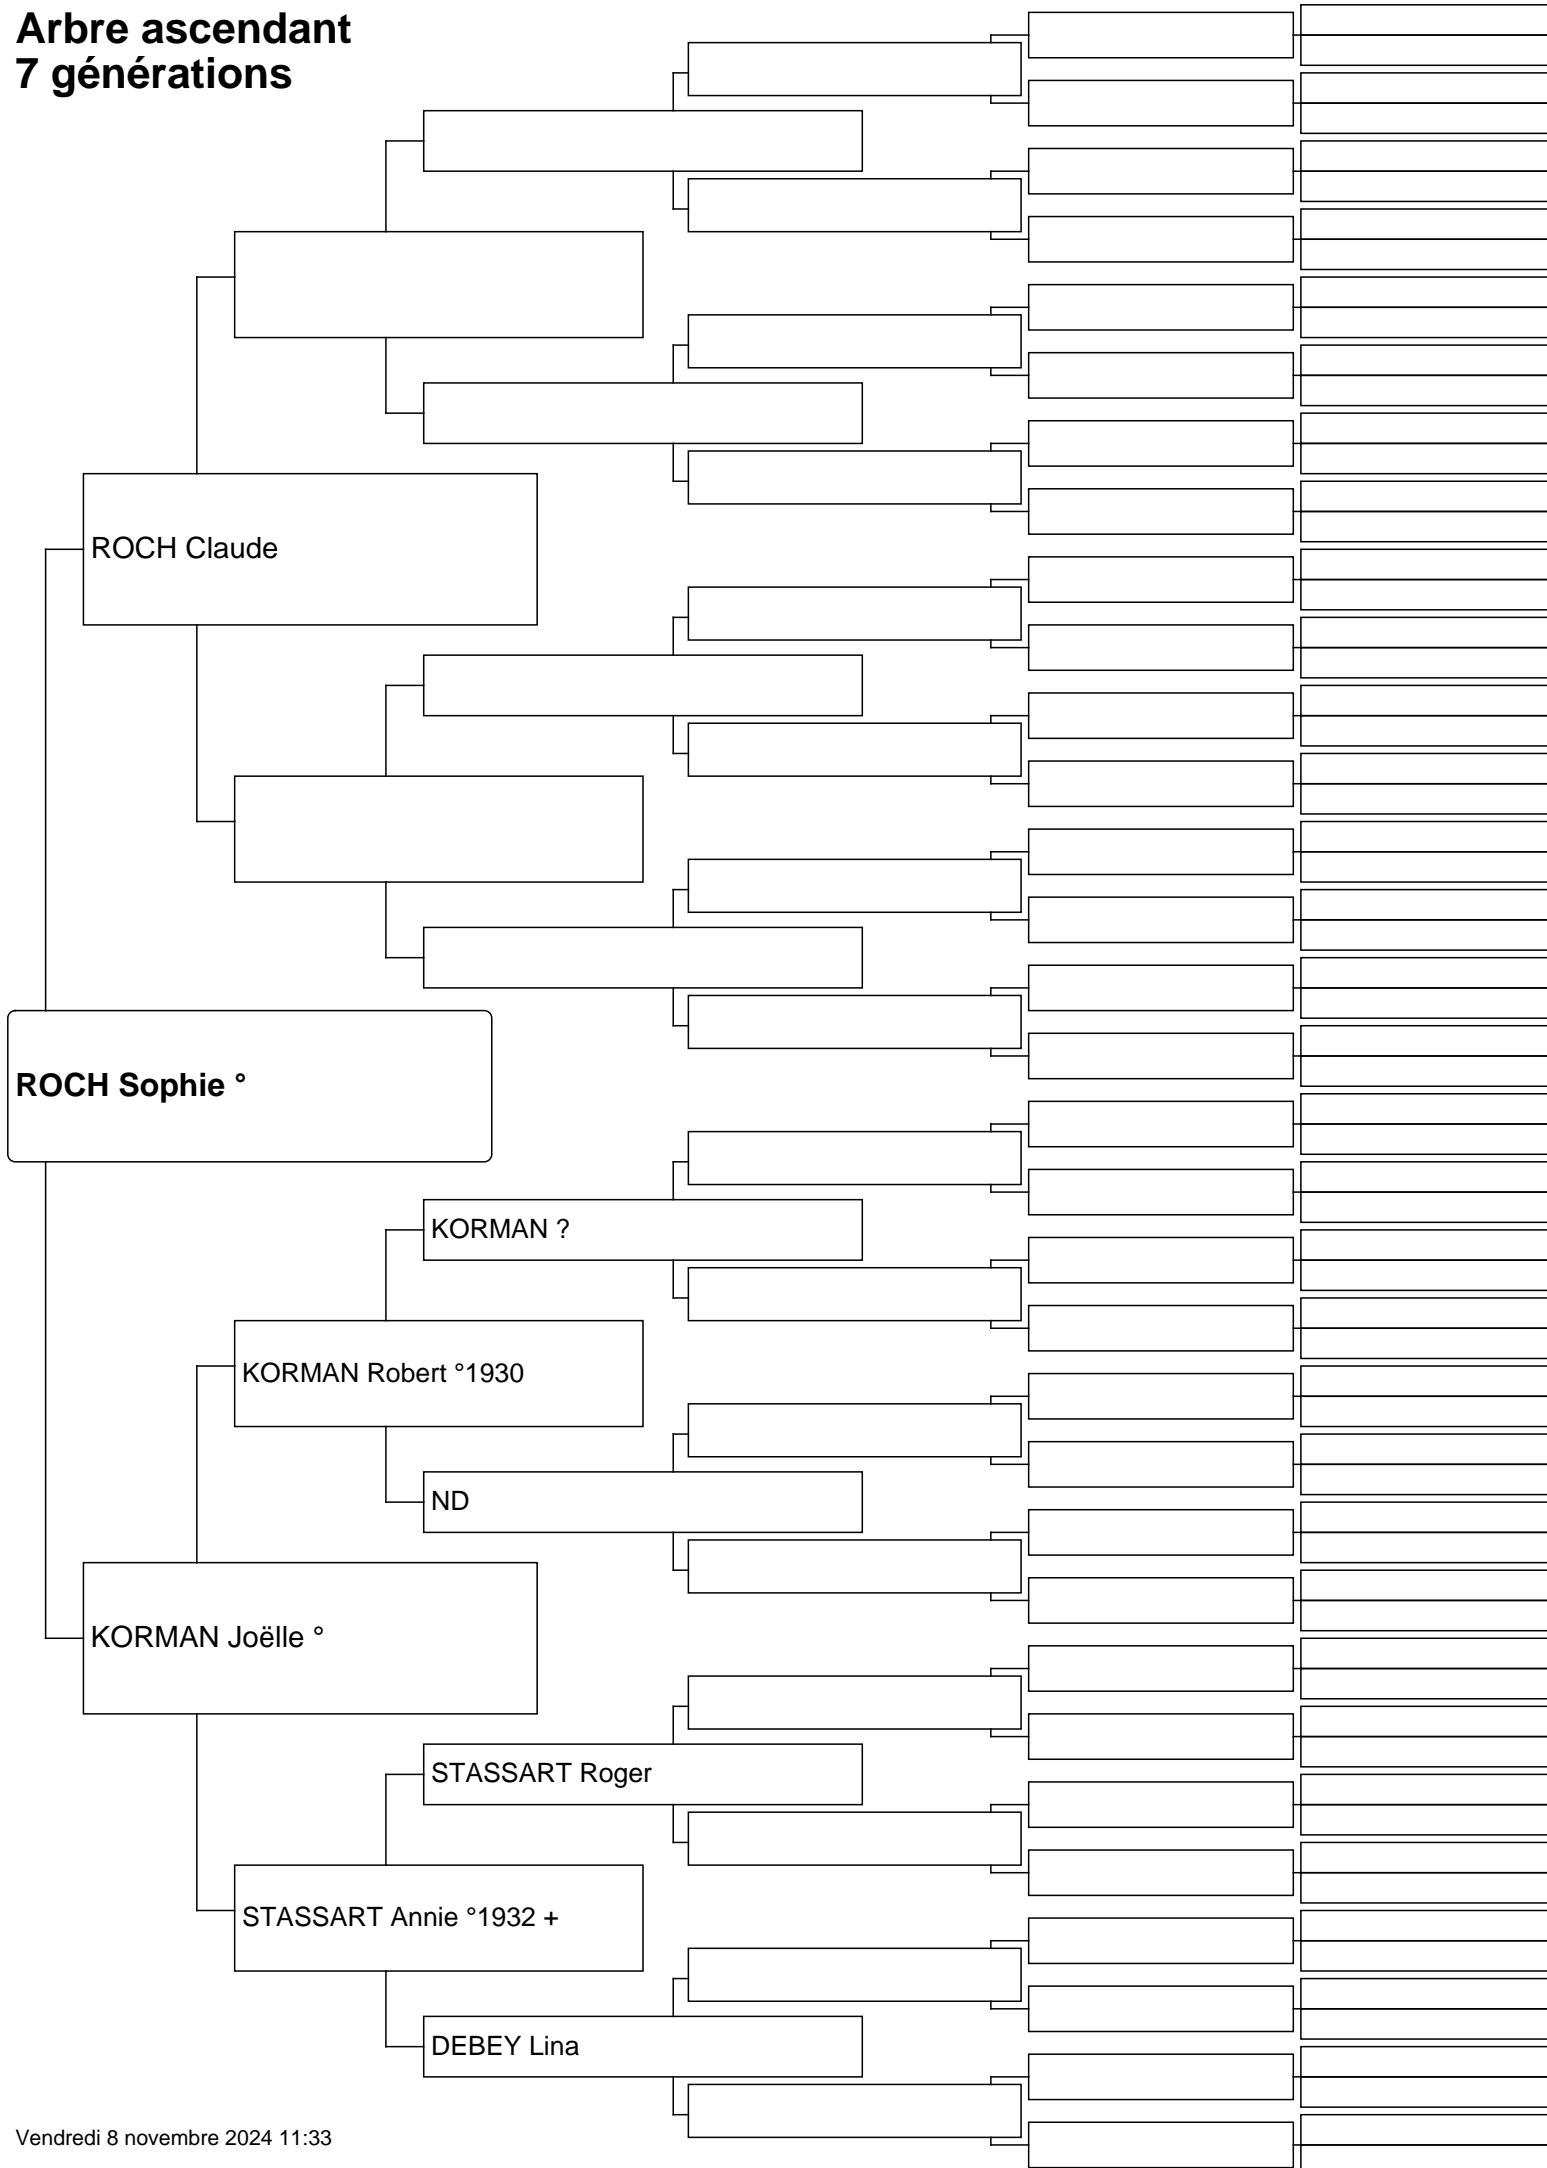 Arbre ascendant
7 générations
ROCH Claude
ROCH Sophie °
KORMAN ?
KORMAN Robert °1930
ND
KORMAN Joëlle °
STASSART Roger
STASSART Annie °1932 +
DEBEY Lina
Vendredi 8 novembre 2024 11:33